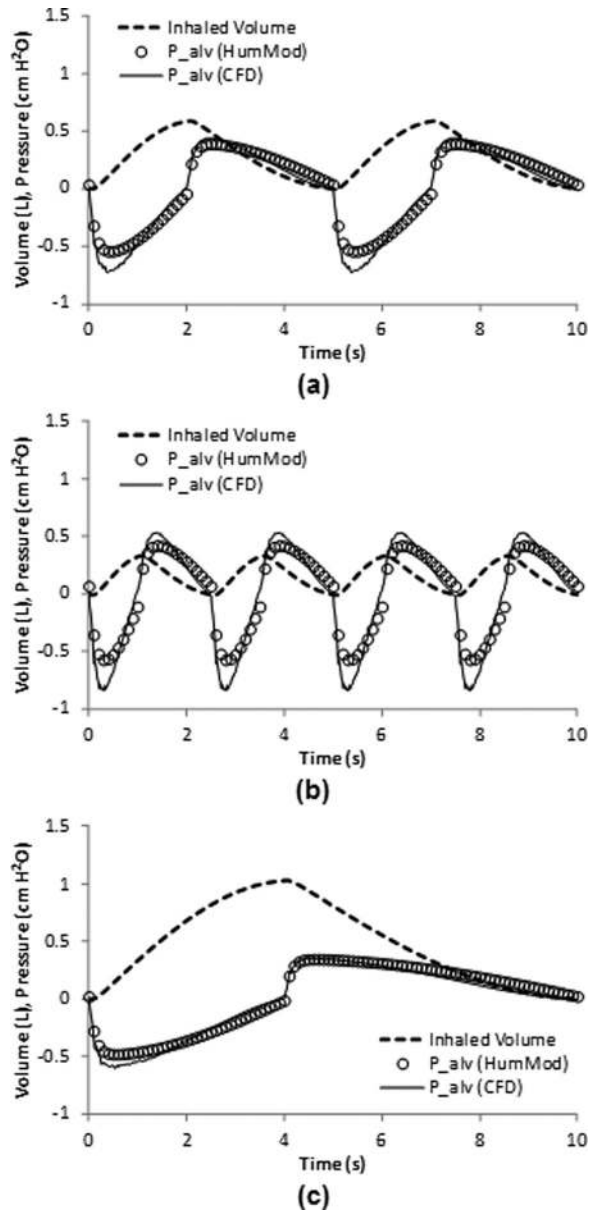 1.5
1
0.5
0
-0.5
-1
Volume (L), Pressure (cm H²O)
Inhaled Volume
P_alv (HumMod)
P_alv (CFD)
0 2 4 6 8 10
Time (s)
(a)
1.5
1
0.5
0
-0.5
-1
Volume (L), Pressure (cm H²O)
Inhaled Volume
P_alv (HumMod)
P_alv (CFD)
0 2 4 6 8 10
Time (s)
(b)
1.5
1
0.5
0
-0.5
-1
Volume (L), Pressure (cm H²O)
Inhaled Volume
P_alv (HumMod)
P_alv (CFD)
0 2 4 6 8 10
Time (s)
(c)